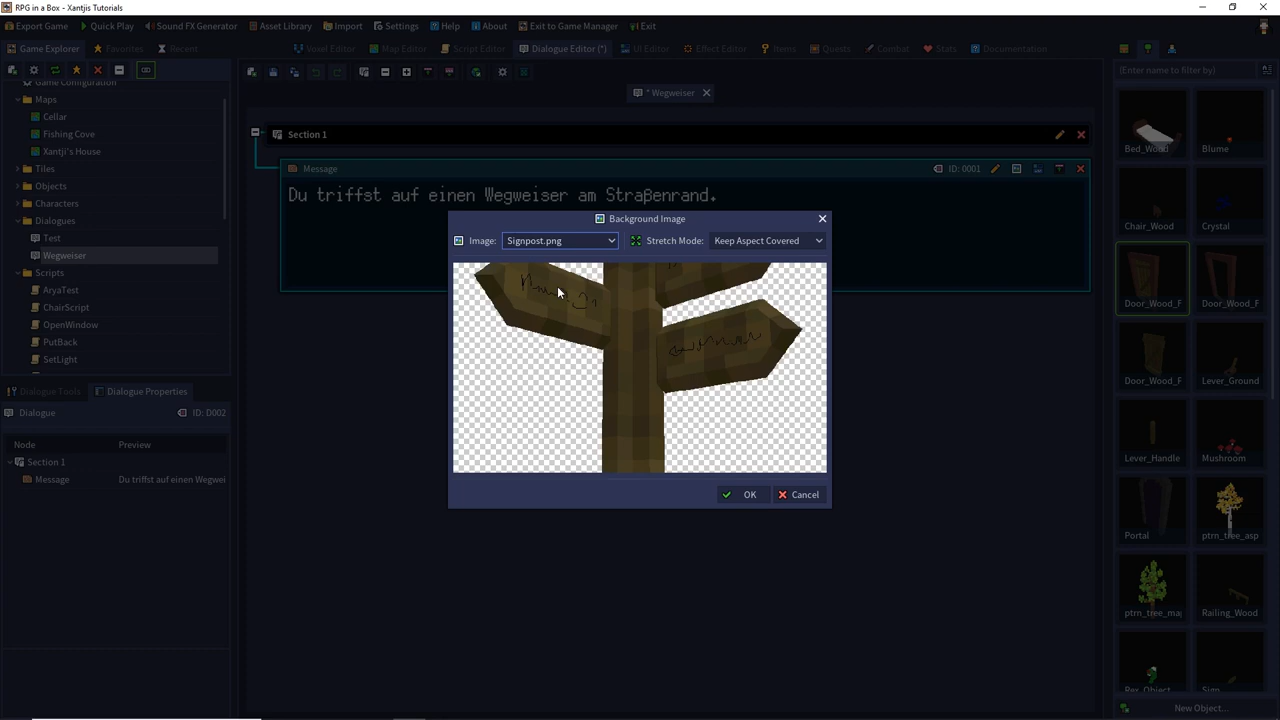 RPG in a Box - Xantjis Tutorials
Export Game Quick Play Sound FX Generator Asset Library Import Settings Help About Exit to Game Manager Exit
Game Explorer Favorites Recent Voxel Editor Map Editor Script Editor Dialogue Editor (*) UI Editor Effect Editor Items Quests Combat Stats Documentation
(Enter name to filter by)
Game Configuration
Maps
Cellar
Fishing Cove
Xantji's House
Tiles
Objects
Characters
Dialogues
Test
Wegweiser
Scripts
AryaTest
ChairScript
OpenWindow
PutBack
SetLight
Dialogue Tools Dialogue Properties
Dialogue ID: D002
Node Preview
Section 1
Message Du triffst auf einen Wegwei
* Wegweiser
Section 1
Message ID: 0001
Du triffst auf einen Wegweiser am Straßenrand.
Background Image
Image: Signpost.png Stretch Mode: Keep Aspect Covered
OK Cancel
Bed_Wood Blume
Chair_Wood Crystal
Door_Wood_F Door_Wood_F
Door_Wood_F Lever_Ground
Lever_Handle Mushroom
Portal ptrn_tree_asp
ptrn_tree_ma Railing_Wood
Rex_Object Sign
New Object...